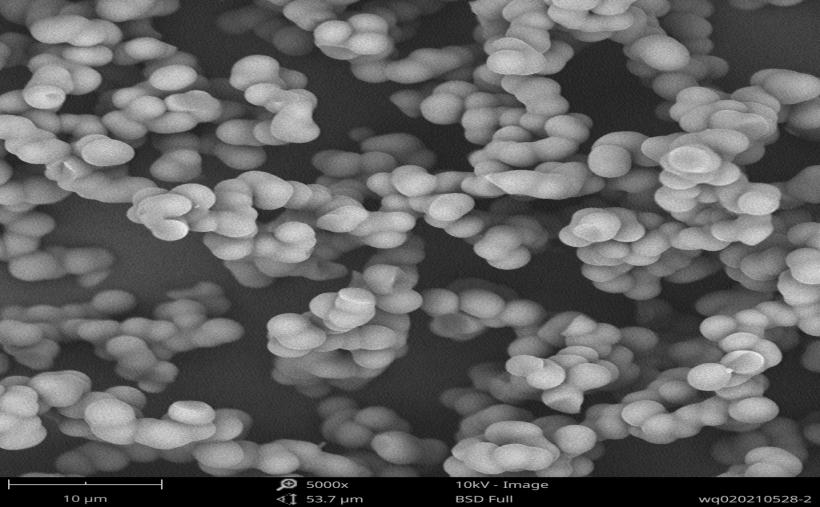 5000x 10kV - Image
10 µm 53.7 µm BSD Full wq020210528-2